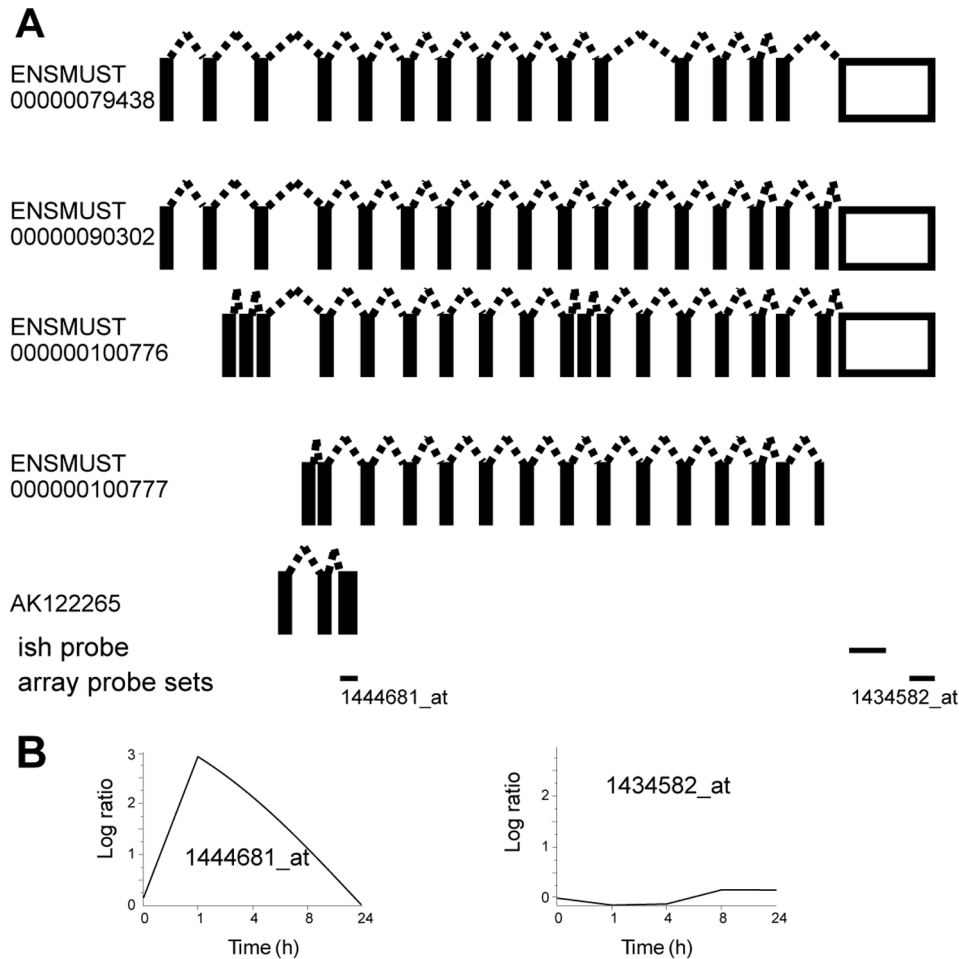 A
ENSMUST
00000079438
ENSMUST
00000090302
ENSMUST
000000100776
ENSMUST
000000100777
AK122265
ish probe
array probe sets
1444681_at
1434582_at
B
3
2
1
0
Log ratio
1444681_at
0 1 4 8 24
Time (h)
2
1
0
Log ratio
1434582_at
0 1 4 8 24
Time (h)